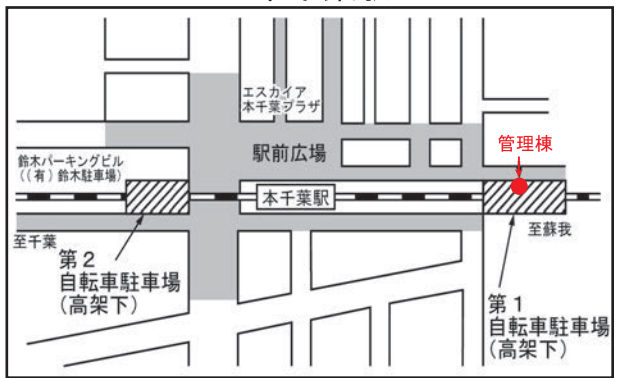 エスカイア
本千葉プラザ
駅前広場
管理棟
鈴木パーキングビル
((有)鈴木駐車場)
本千葉駅
至千葉
至蘇我
第2
自転車駐車場
(高架下)
第1
自転車駐車場
(高架下)